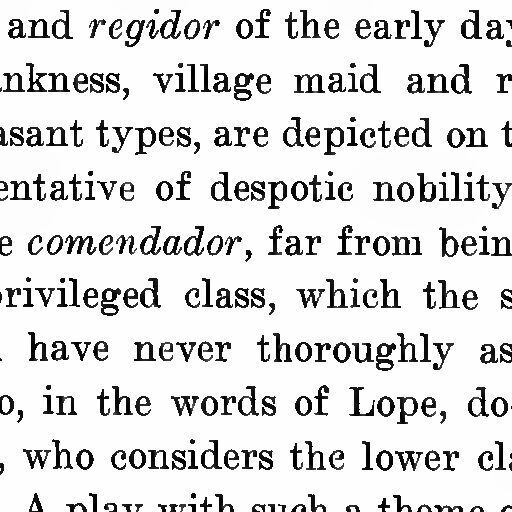 and regidor of the early day
nkness, village maid and r
asant types, are depicted on t
entative of despotic nobility
e comendador, far from bein
rivileged class, which the s
have never thoroughly as
o, in the words of Lope, do-
, who considers the lower cla
A play with such a theme